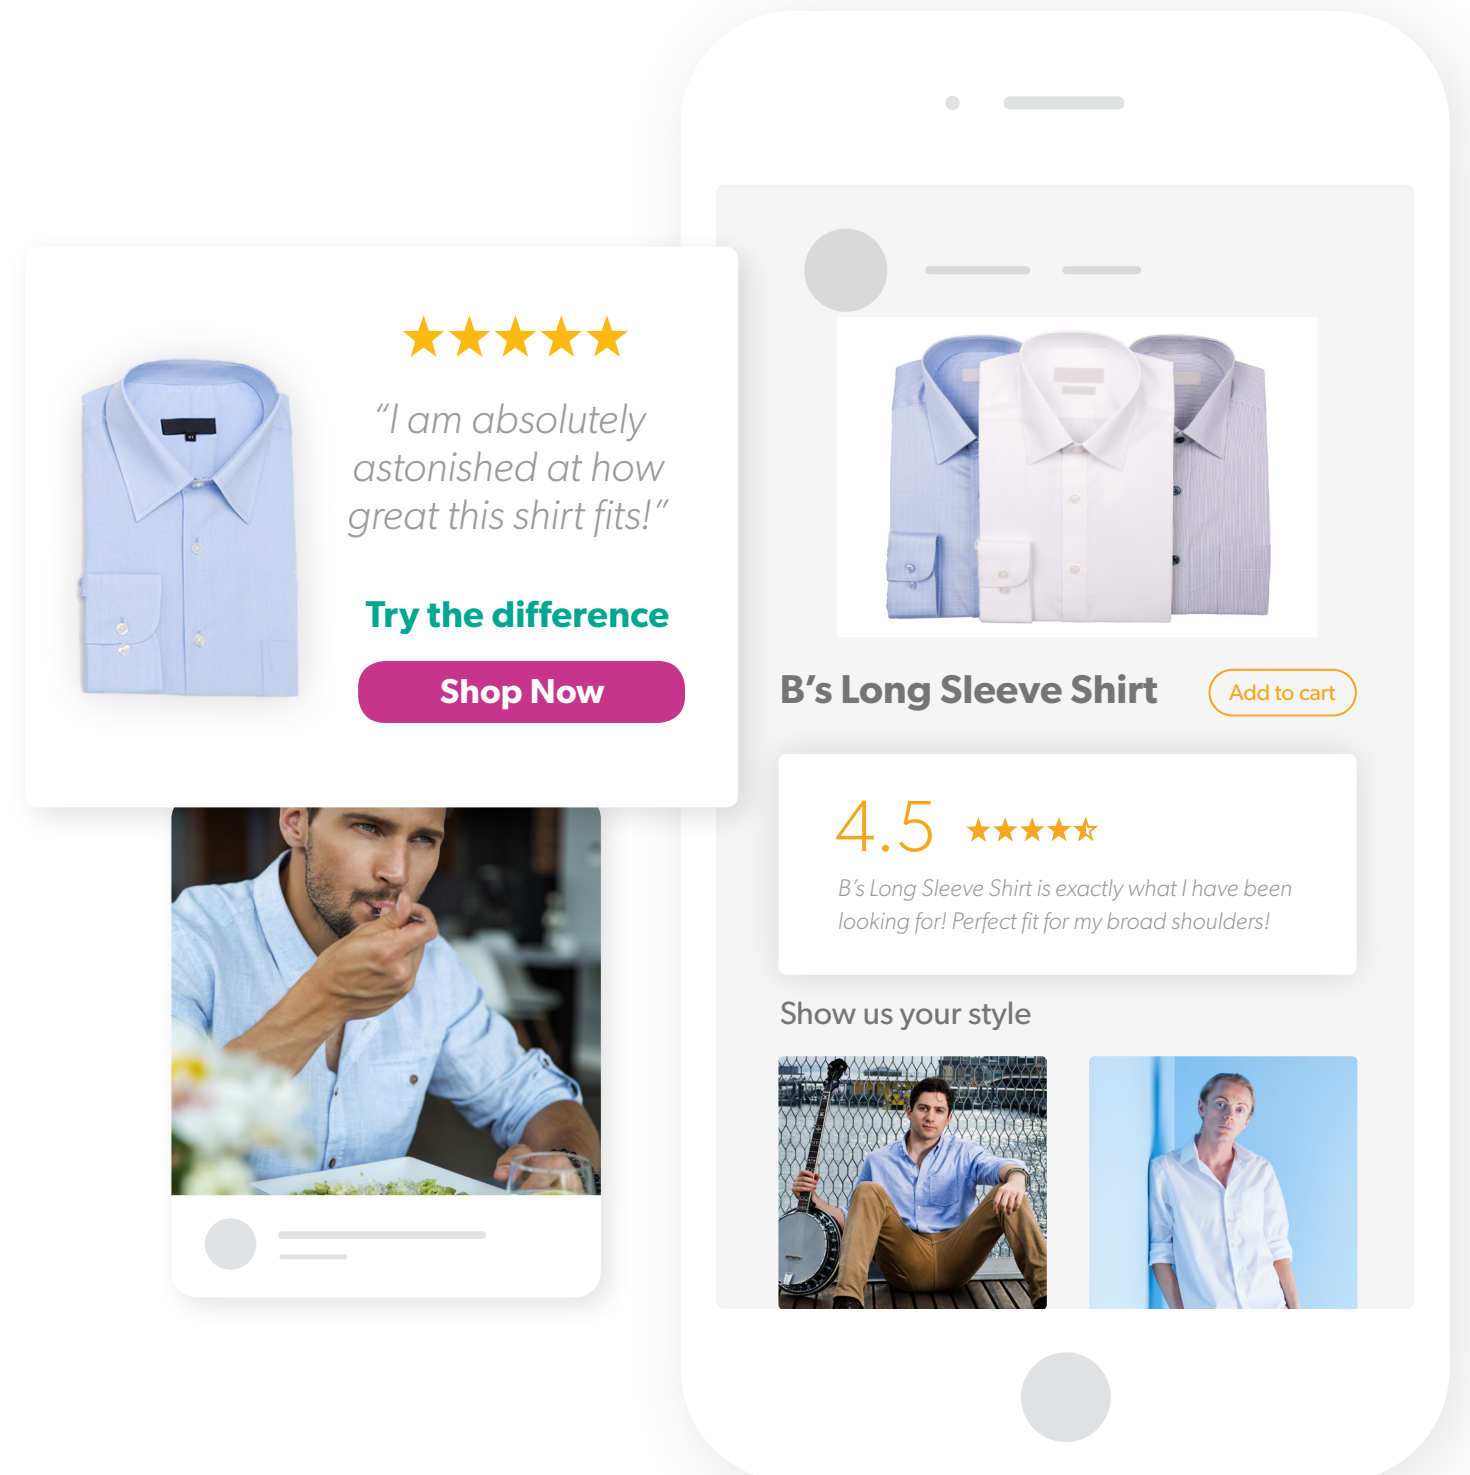 “I am absolutely
astonished at how
great this shirt fits!”
Try the difference
Shop Now
B’s Long Sleeve Shirt
Add to cart
4.5
B’s Long Sleeve Shirt is exactly what I have been
looking for! Perfect fit for my broad shoulders!
Show us your style